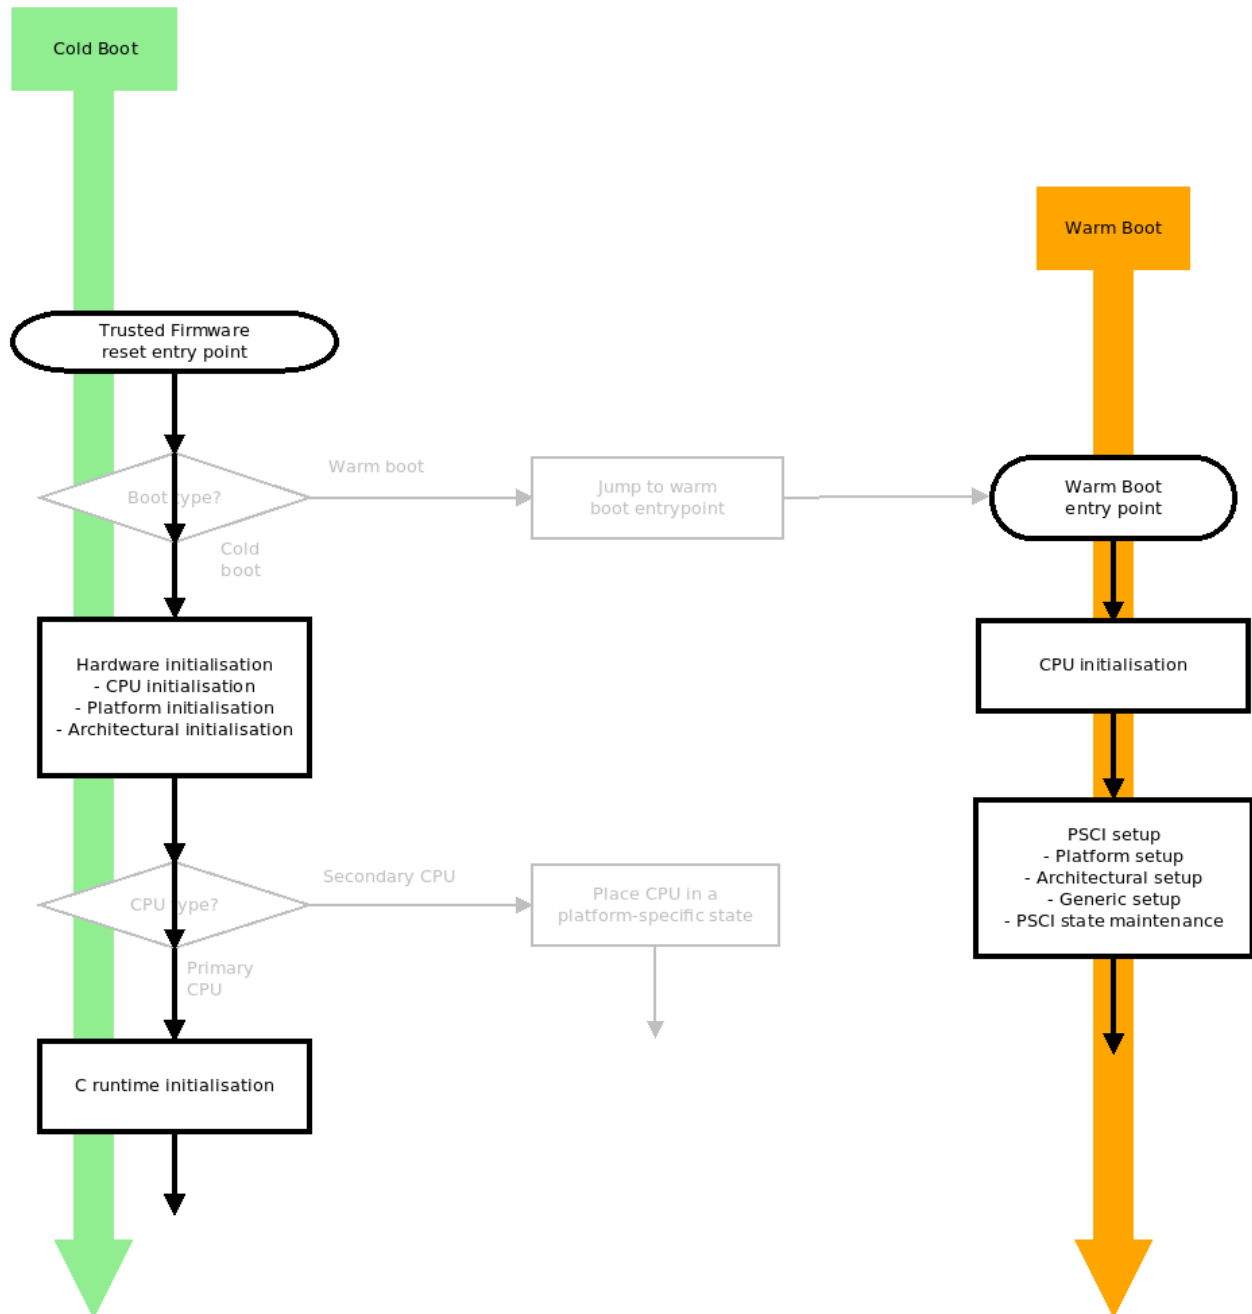 Cold Boot
Warm Boot
Trusted Firmware
reset entry point
Boot type?
Warm boot
Jump to warm
boot entrypoint
Warm Boot
entry point
Cold
boot
Hardware initialisation
- CPU initialisation
- Platform initialisation
- Architectural initialisation
CPU initialisation
PSCI setup
- Platform setup
- Architectural setup
- Generic setup
- PSCI state maintenance
CPU type?
Secondary CPU
Place CPU in a
platform-specific state
Primary
CPU
C runtime initialisation